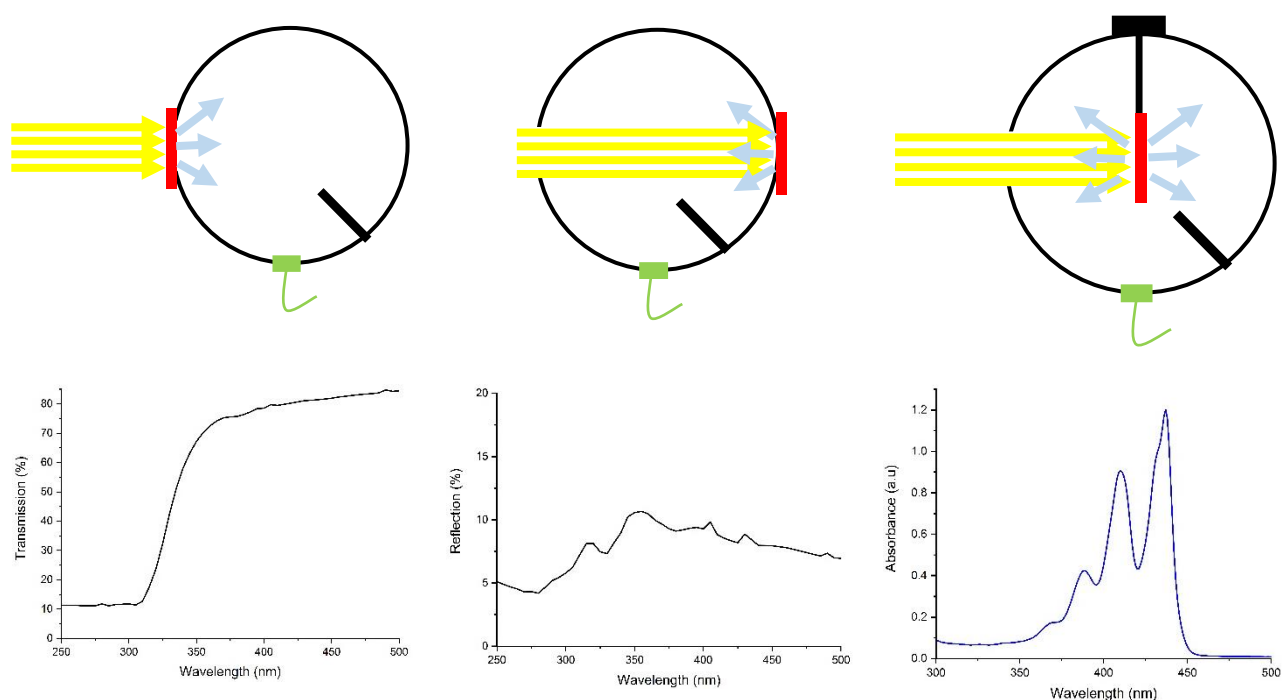 Transmission (%)
80
70
60
50
40
30
20
10
0
250 300 350 400 450 500
Wavelength (nm)
Reflection (%)
20
15
10
5
0
250 300 350 400 450 500
Wavelength (nm)
Absorbance (a.u)
1.2
1.0
0.8
0.6
0.4
0.2
0.0
300 350 400 450 500
Wavelength (nm)